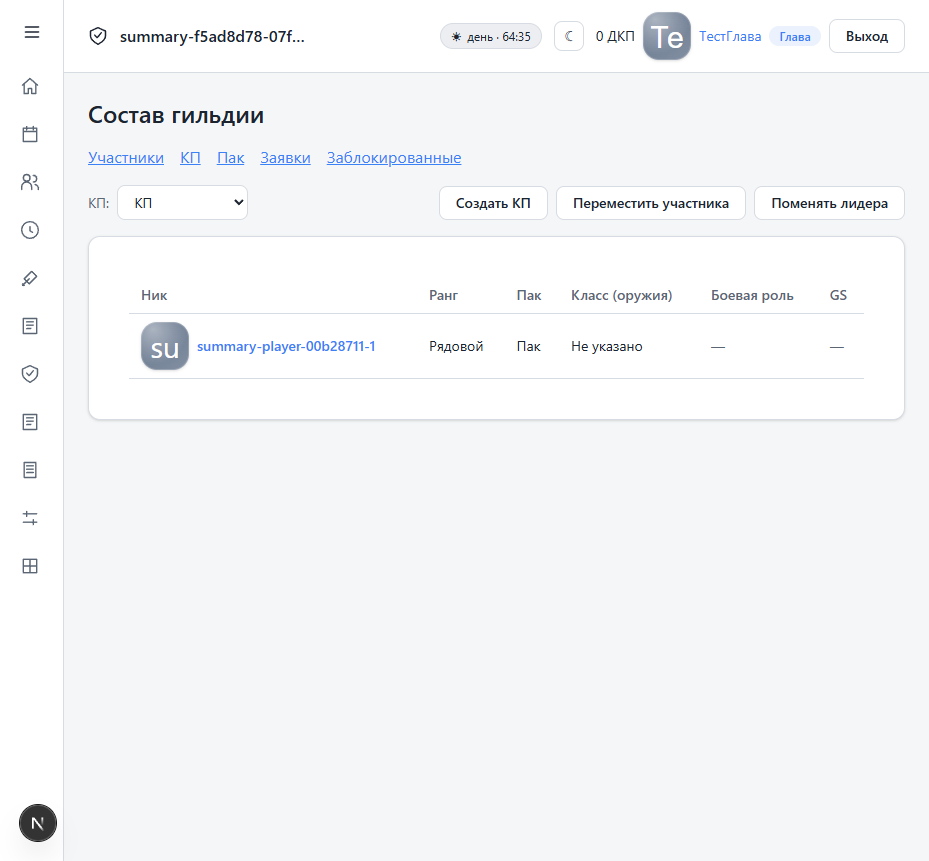 summary-f5ad8d78-07f...
день · 64:35
0 ДКП
Te
ТестГлава
Глава
Выход
Состав гильдии
Участники КП Пак Заявки Заблокированные
КП: КП Создать КП Переместить участника Поменять лидера
Ник Ранг Пак Класс (оружия) Боевая роль GS
su summary-player-00b28711-1 Рядовой Пак Не указано — —
N